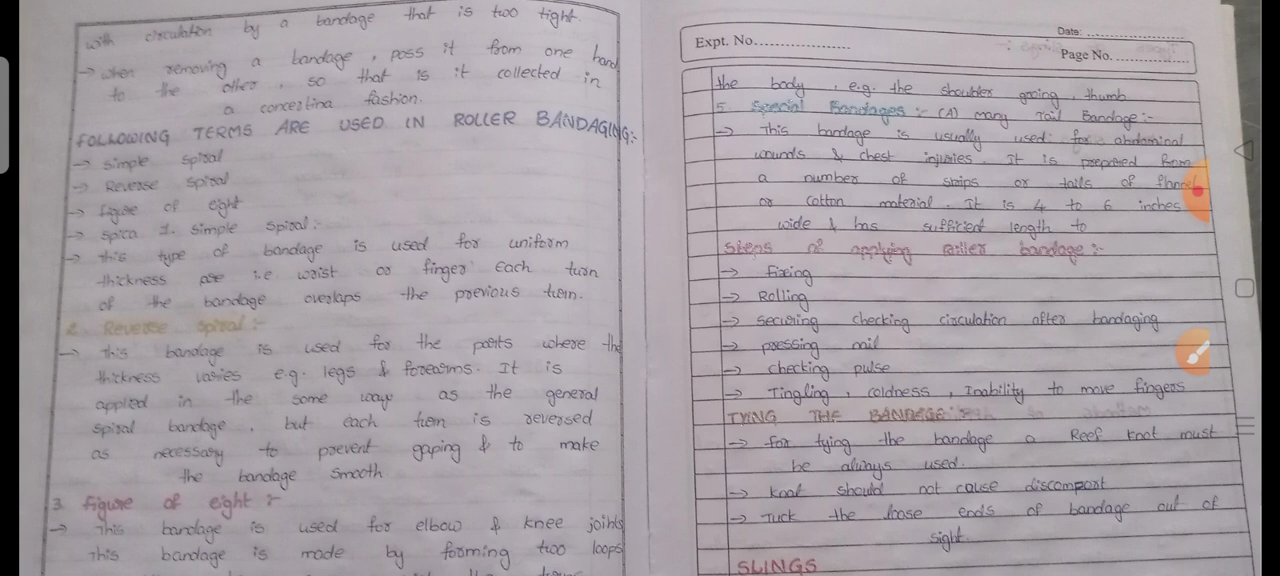 with circulation by a bandage that is two tight.
→ when removing a bandage, poss it from one hand
to the other, so that is it collected in
a concertina fashion.
FOLLOWING TERMS ARE USED IN ROLLER BANDAGING:-
→ simple spiral
→ Reverse spiral
→ figure of eight
→ spica 1. simple spiral:-
→ this type of bandage is used for uniform
thickness i.e wrist or finger Each turn
of the bandage overlaps the previous turn.
2. Reverse spiral:-
→ this bandage is used for the parts where the
thickness varies e.g. legs & forearms. It is
applied in the same way as the general
spiral bandage, but each turn is reversed
as necessary to prevent gaping & to make
the bandage smooth
3 figure of eight :-
→ This bandage is used for elbow & knee joints
This bandage is made by forming two loops
Expt. No.
Date:
Page No.
the body, e.g. the shoulder going, thumb
5. Special Bandages :- (A) many Tail Bandage:-
→ This bandage is usually used for abdominal
wounds & chest injuries. It is prepared from
a number of strips or tails of flannel
or cotton material. It is 4 to 6 inches
wide & has sufficient length to
Steps of applying roller bandage:-
→ fixing
→ Rolling
→ securing checking circulation after bandaging
→ pressing nail
→ checking pulse
→ Tingling, coldness, Inability to move fingers
TYING THE BANDAGE :-
→ for tying the bandage a Reef knot must
be always used.
→ knot should not cause discomport
→ Tuck the loose ends of bandage out of
sight.
SLINGS